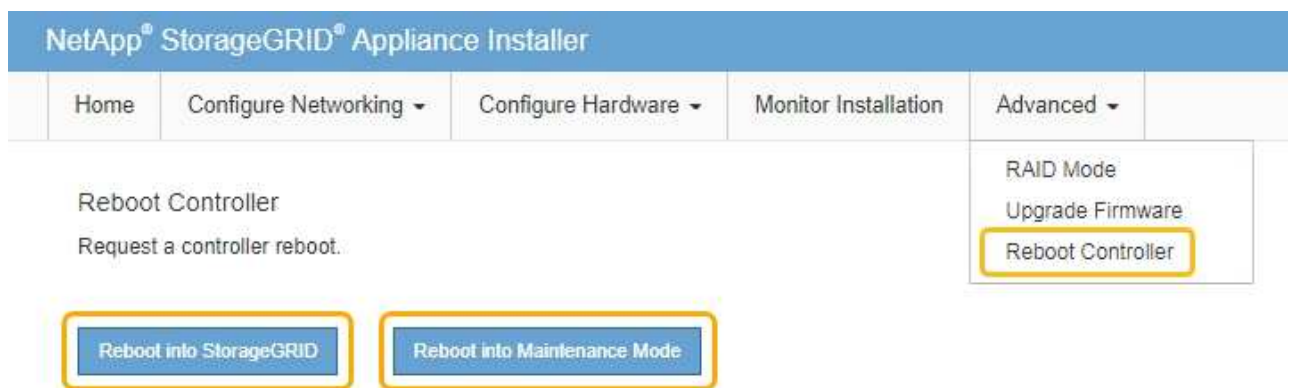 NetApp® StorageGRID® Appliance Installer
Home Configure Networking Configure Hardware Monitor Installation Advanced
RAID Mode
Upgrade Firmware
Reboot Controller
Reboot Controller
Request a controller reboot.
Reboot into StorageGRID Reboot into Maintenance Mode